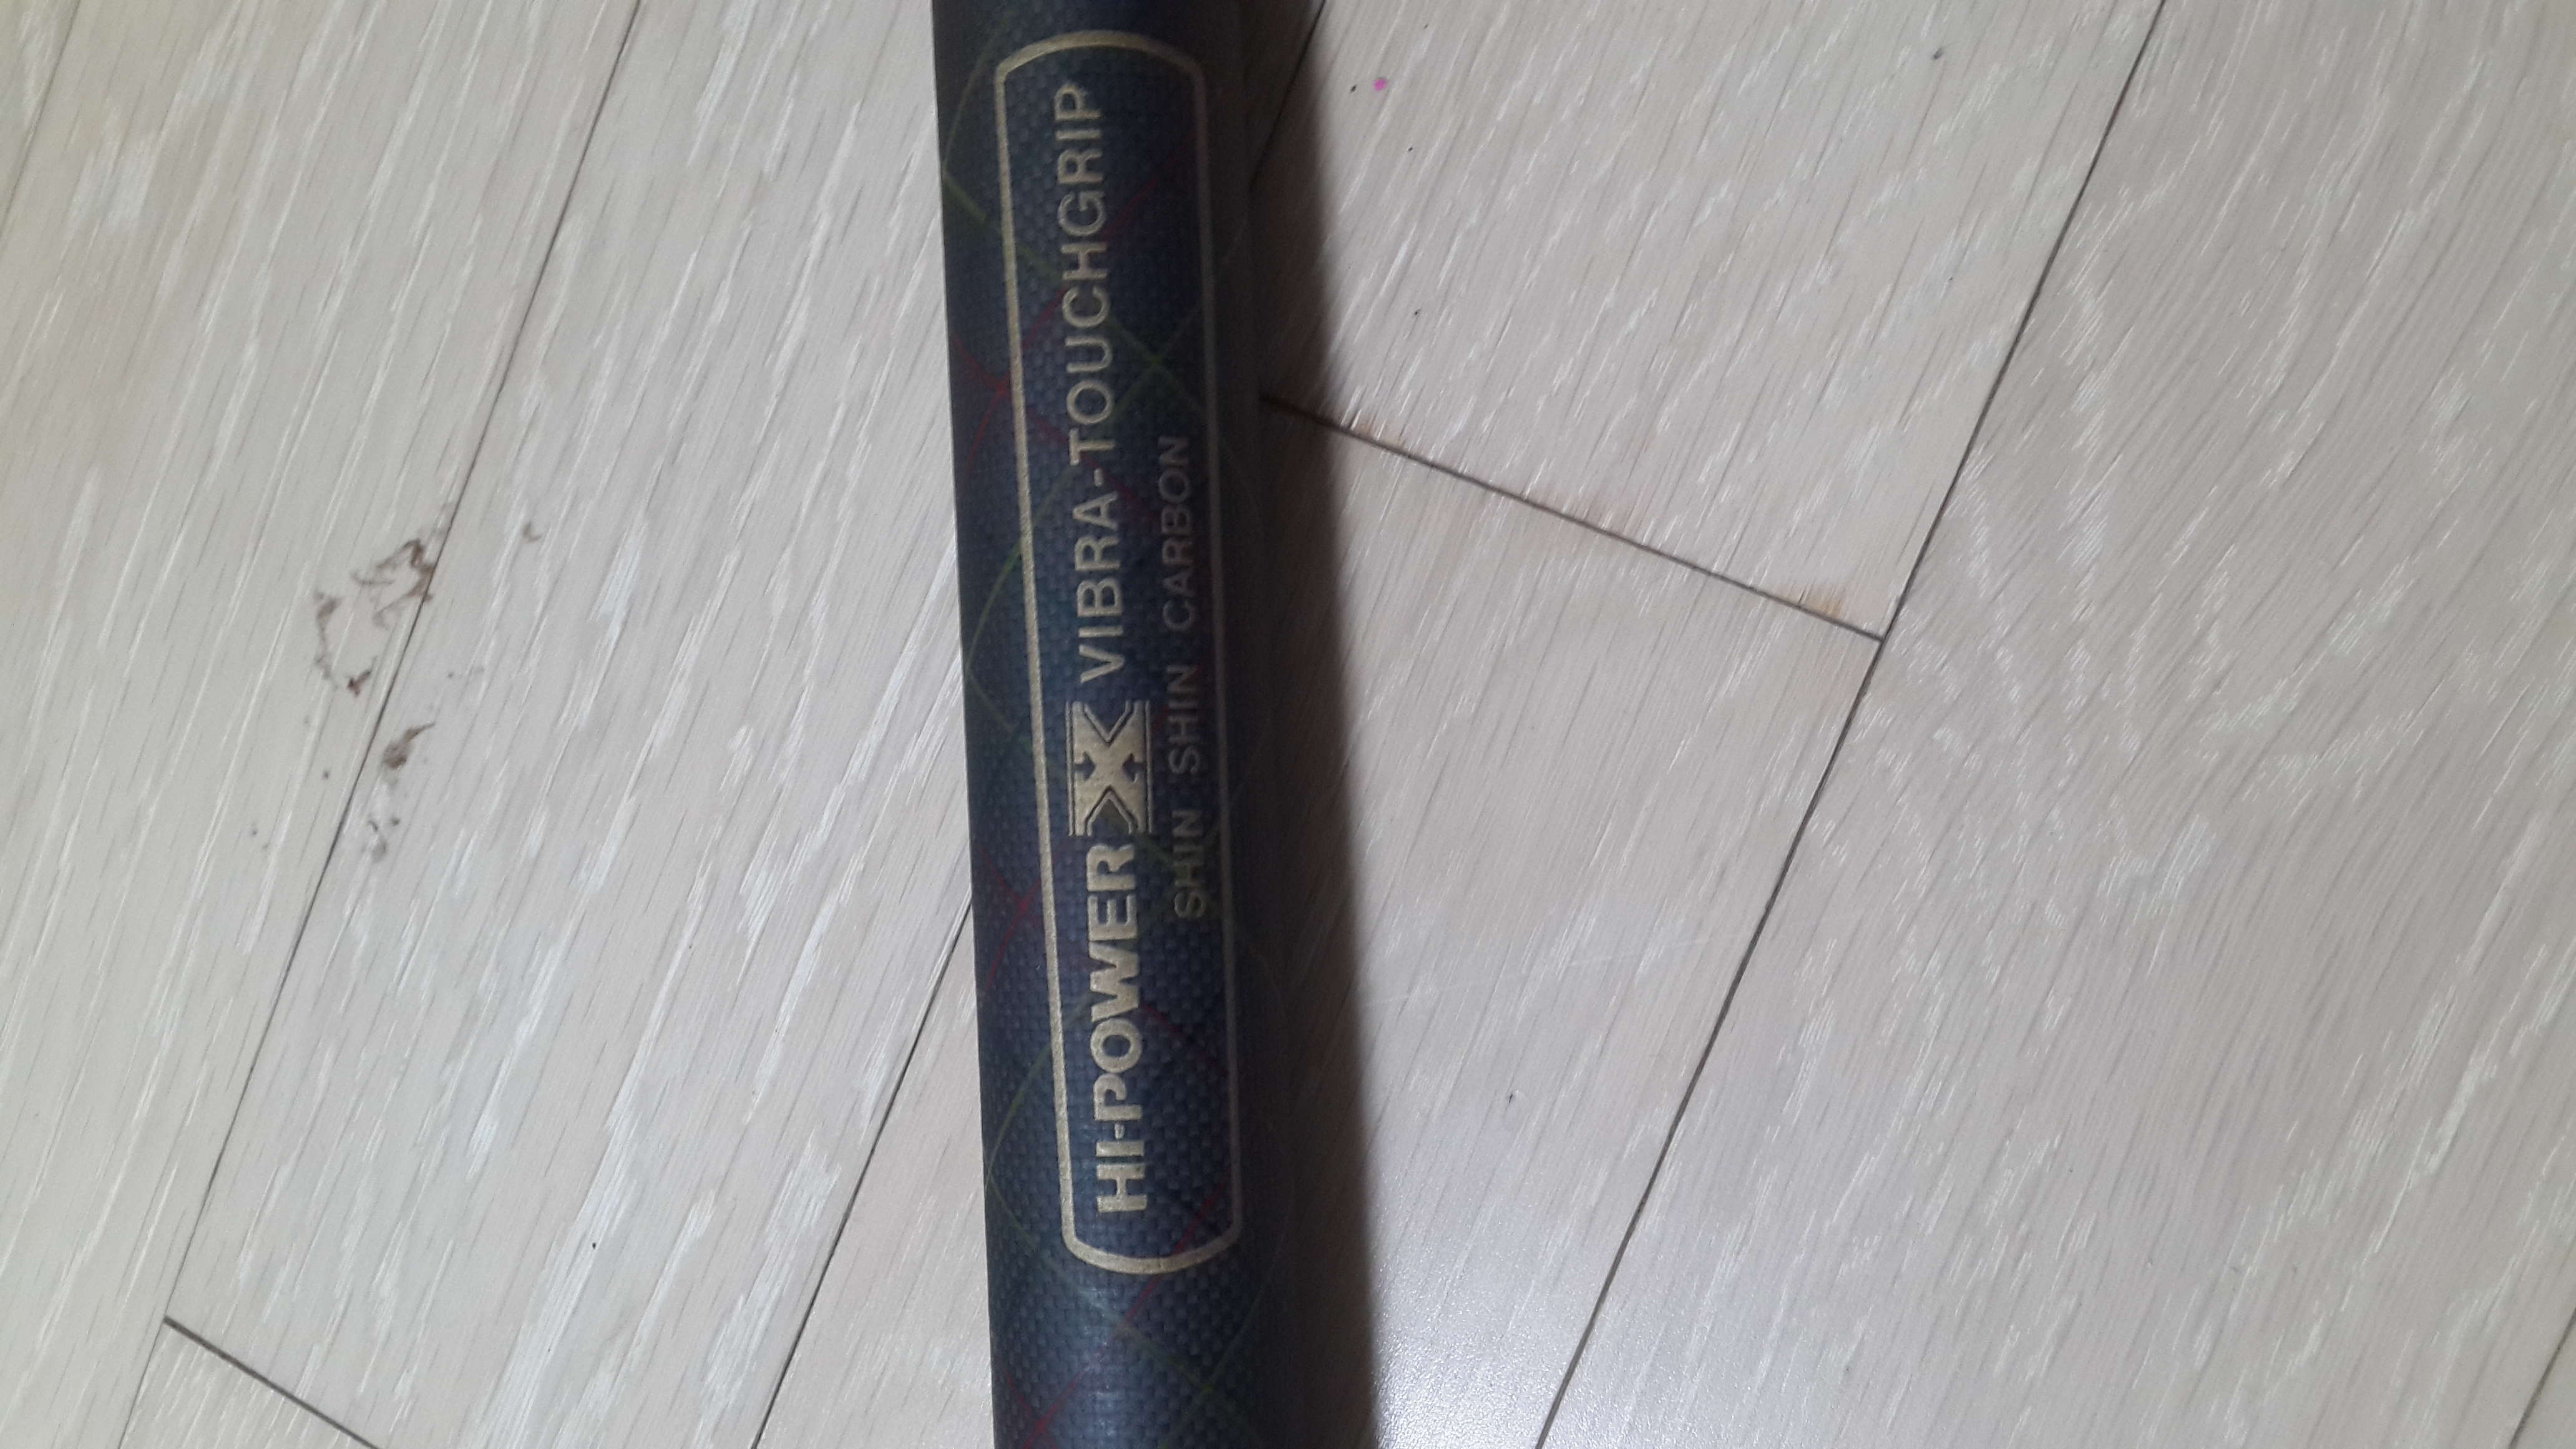 HI-POWER X VIBRA-TOUCHGRIP
SHIN SHIN CARBON